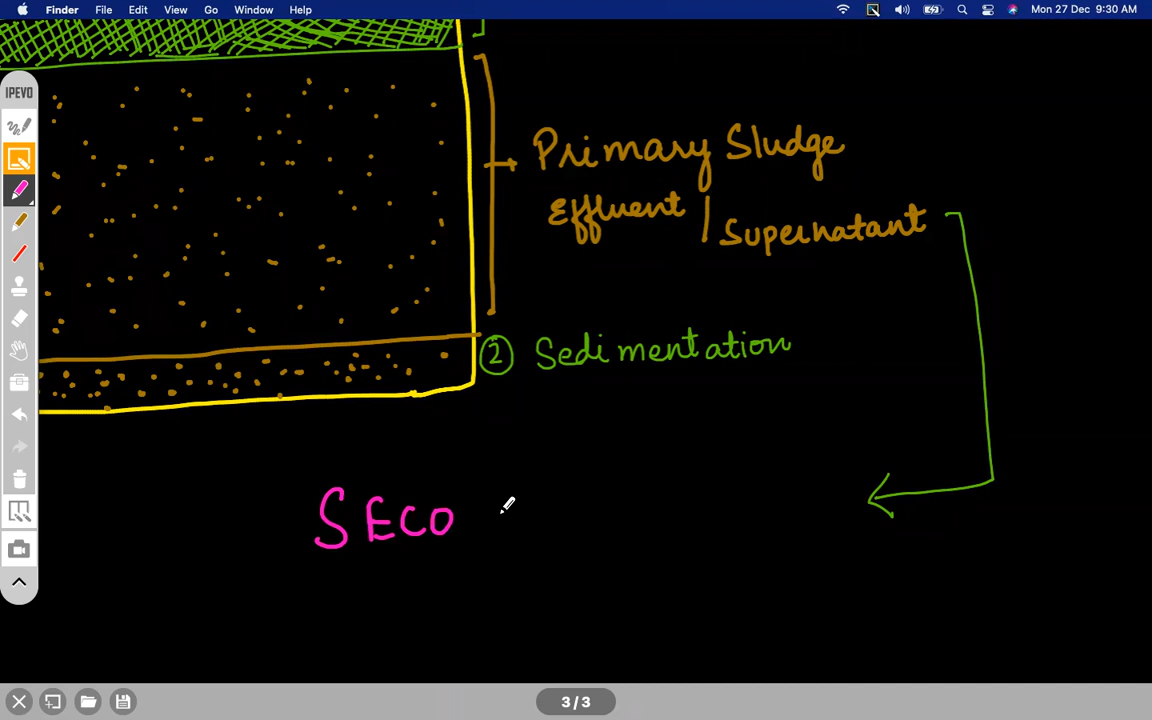 Finder File Edit View Go Window Help Mon 27 Dec 9:30 AM
IPEVO
Primary Sludge
Effluent / Supernatant
② Sedimentation
SECO
3/3